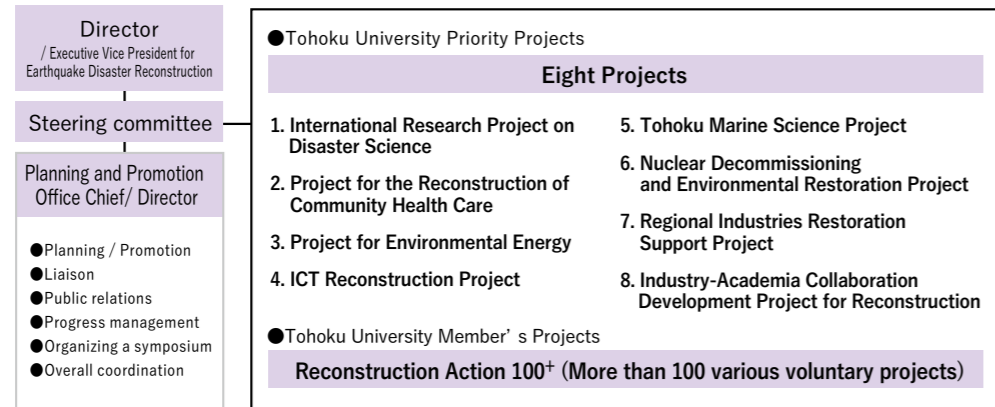 Director
/ Executive Vice President for
Earthquake Disaster Reconstruction
Steering committee
Planning and Promotion
Office Chief/ Director
●Planning / Promotion
●Liaison
●Public relations
●Progress management
●Organizing a symposium
●Overall coordination
●Tohoku University Priority Projects
Eight Projects
1. International Research Project on
Disaster Science
2. Project for the Reconstruction of
Community Health Care
3. Project for Environmental Energy
4. ICT Reconstruction Project
5. Tohoku Marine Science Project
6. Nuclear Decommissioning
and Environmental Restoration Project
7. Regional Industries Restoration
Support Project
8. Industry-Academia Collaboration
Development Project for Reconstruction
●Tohoku University Member’ s Projects
Reconstruction Action 100⁺ (More than 100 various voluntary projects)